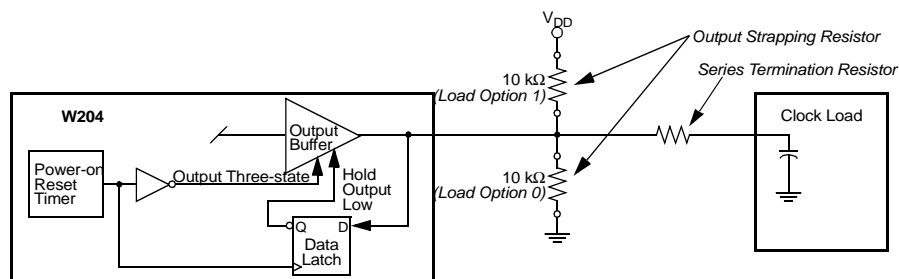 VDD
Output Strapping Resistor
Series Termination Resistor
10 kΩ
(Load Option 1)
W204
Output
Buffer
Clock Load
Power-on
Reset
Timer
Output Three-state
Hold
Output
Low
Q
D
Data
Latch
10 kΩ
(Load Option 0)